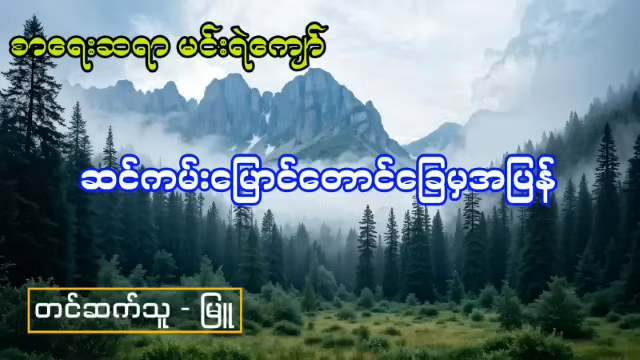 စာရေးဆရာ မင်းရဲကျော်
ဆင်ကမ်းမြောင်တောင်ခြေမှအပြန်
တင်ဆက်သူ - မြူ